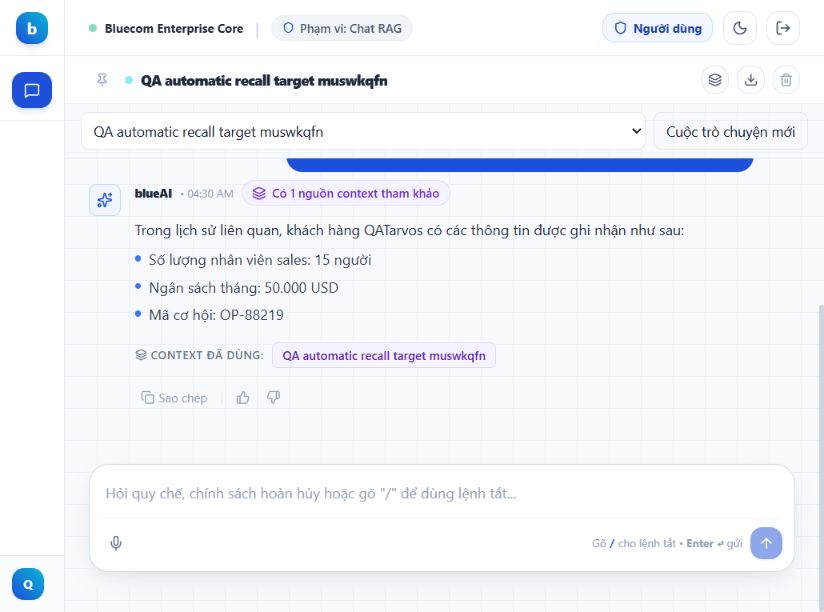 b
Bluecom Enterprise Core
Phạm vi: Chat RAG
Người dùng
QA automatic recall target muswkqfn
QA automatic recall target muswkqfn
Cuộc trò chuyện mới
blueAI • 04:30 AM
Có 1 nguồn context tham khảo
Trong lịch sử liên quan, khách hàng QATarvos có các thông tin được ghi nhận như sau:
• Số lượng nhân viên sales: 15 người
• Ngân sách tháng: 50.000 USD
• Mã cơ hội: OP-88219
CONTEXT ĐÃ DÙNG: QA automatic recall target muswkqfn
Sao chép
Hỏi quy chế, chính sách hoàn hủy hoặc gõ "/" để dùng lệnh tắt...
Gõ / cho lệnh tắt • Enter ↵ gửi
Q